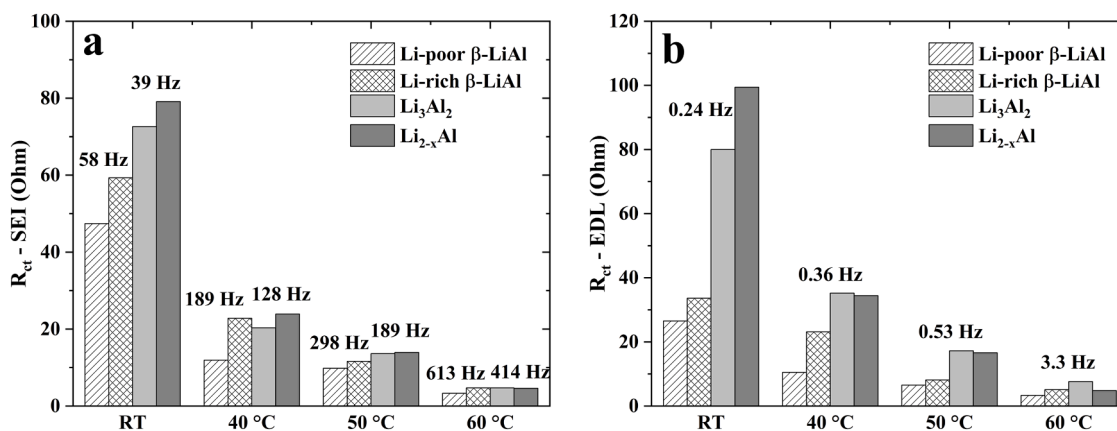 a
R_ct - SEI (Ohm)
100
80
60
40
20
0
Li-poor β-LiAl
Li-rich β-LiAl
Li₃Al₂
Li₂₋ₓAl
39 Hz
58 Hz
189 Hz
128 Hz
298 Hz
189 Hz
613 Hz
414 Hz
RT
40 °C
50 °C
60 °C
b
R_ct - EDL (Ohm)
120
100
80
60
40
20
0
Li-poor β-LiAl
Li-rich β-LiAl
Li₃Al₂
Li₂₋ₓAl
0.24 Hz
0.36 Hz
0.53 Hz
3.3 Hz
RT
40 °C
50 °C
60 °C